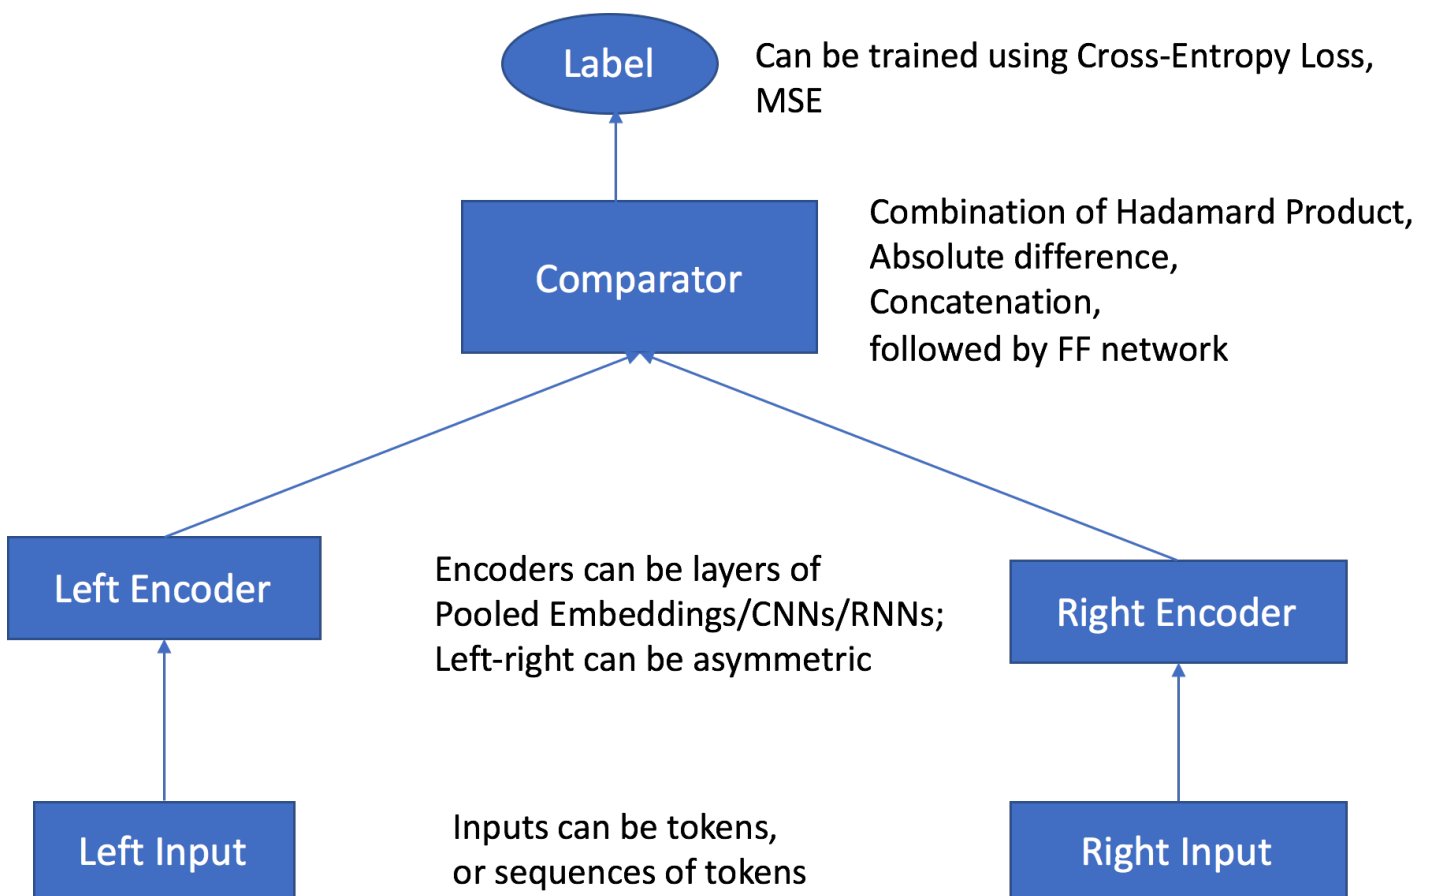 Label
Can be trained using Cross-Entropy Loss,
MSE
Comparator
Combination of Hadamard Product,
Absolute difference,
Concatenation,
followed by FF network
Left Encoder
Encoders can be layers of
Pooled Embeddings/CNNs/RNNs;
Left-right can be asymmetric
Right Encoder
Left Input
Inputs can be tokens,
or sequences of tokens
Right Input